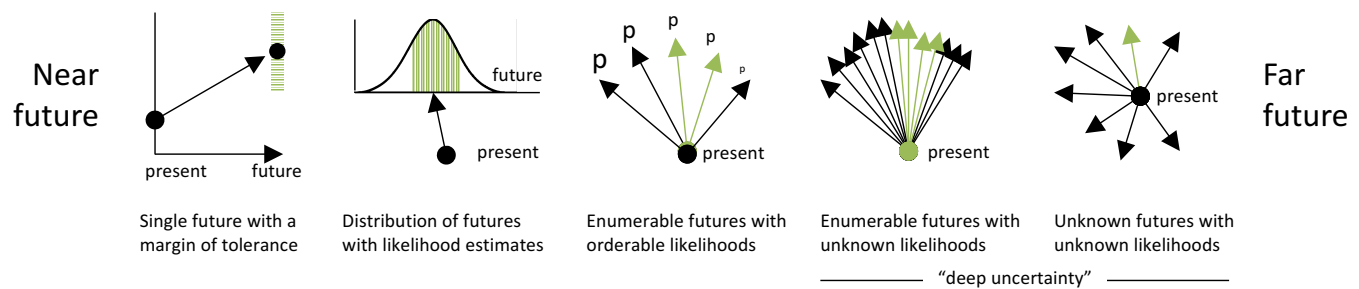 Near
future
present
future
Single future with a
margin of tolerance
future
present
Distribution of futures
with likelihood estimates
p
p
p
p
p
present
Enumerable futures with
orderable likelihoods
present
Enumerable futures with
unknown likelihoods
present
Unknown futures with
unknown likelihoods
“deep uncertainty”
Far
future